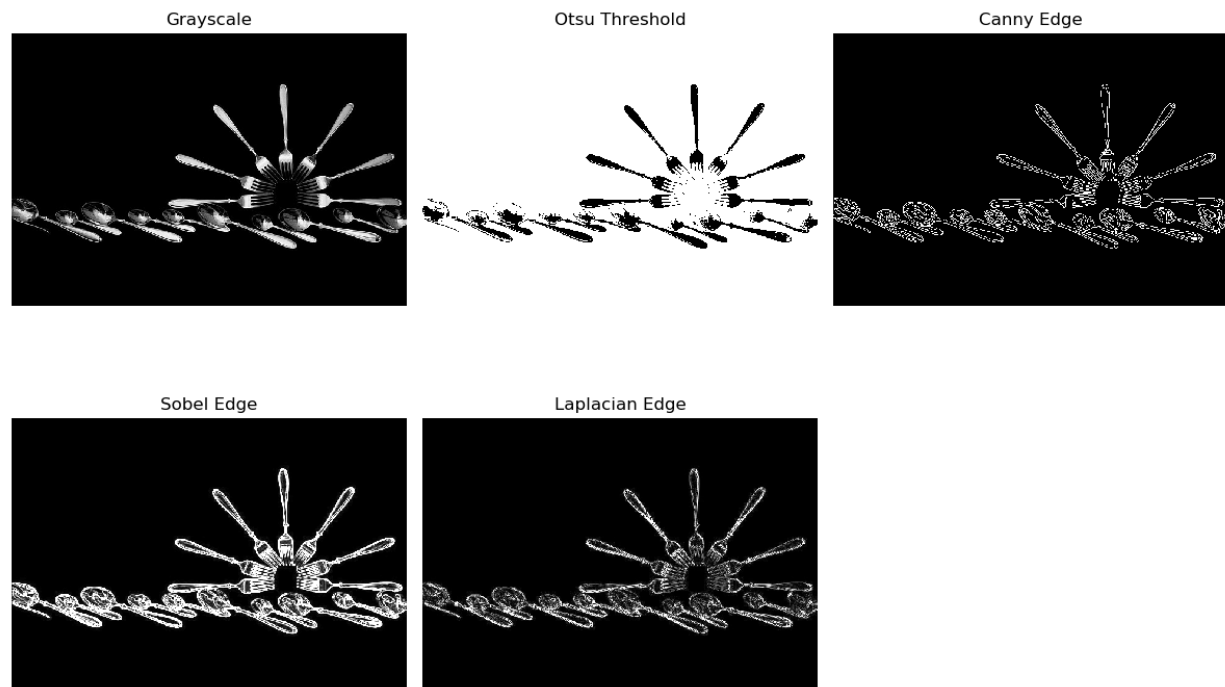 Grayscale
Otsu Threshold
Canny Edge
Sobel Edge
Laplacian Edge